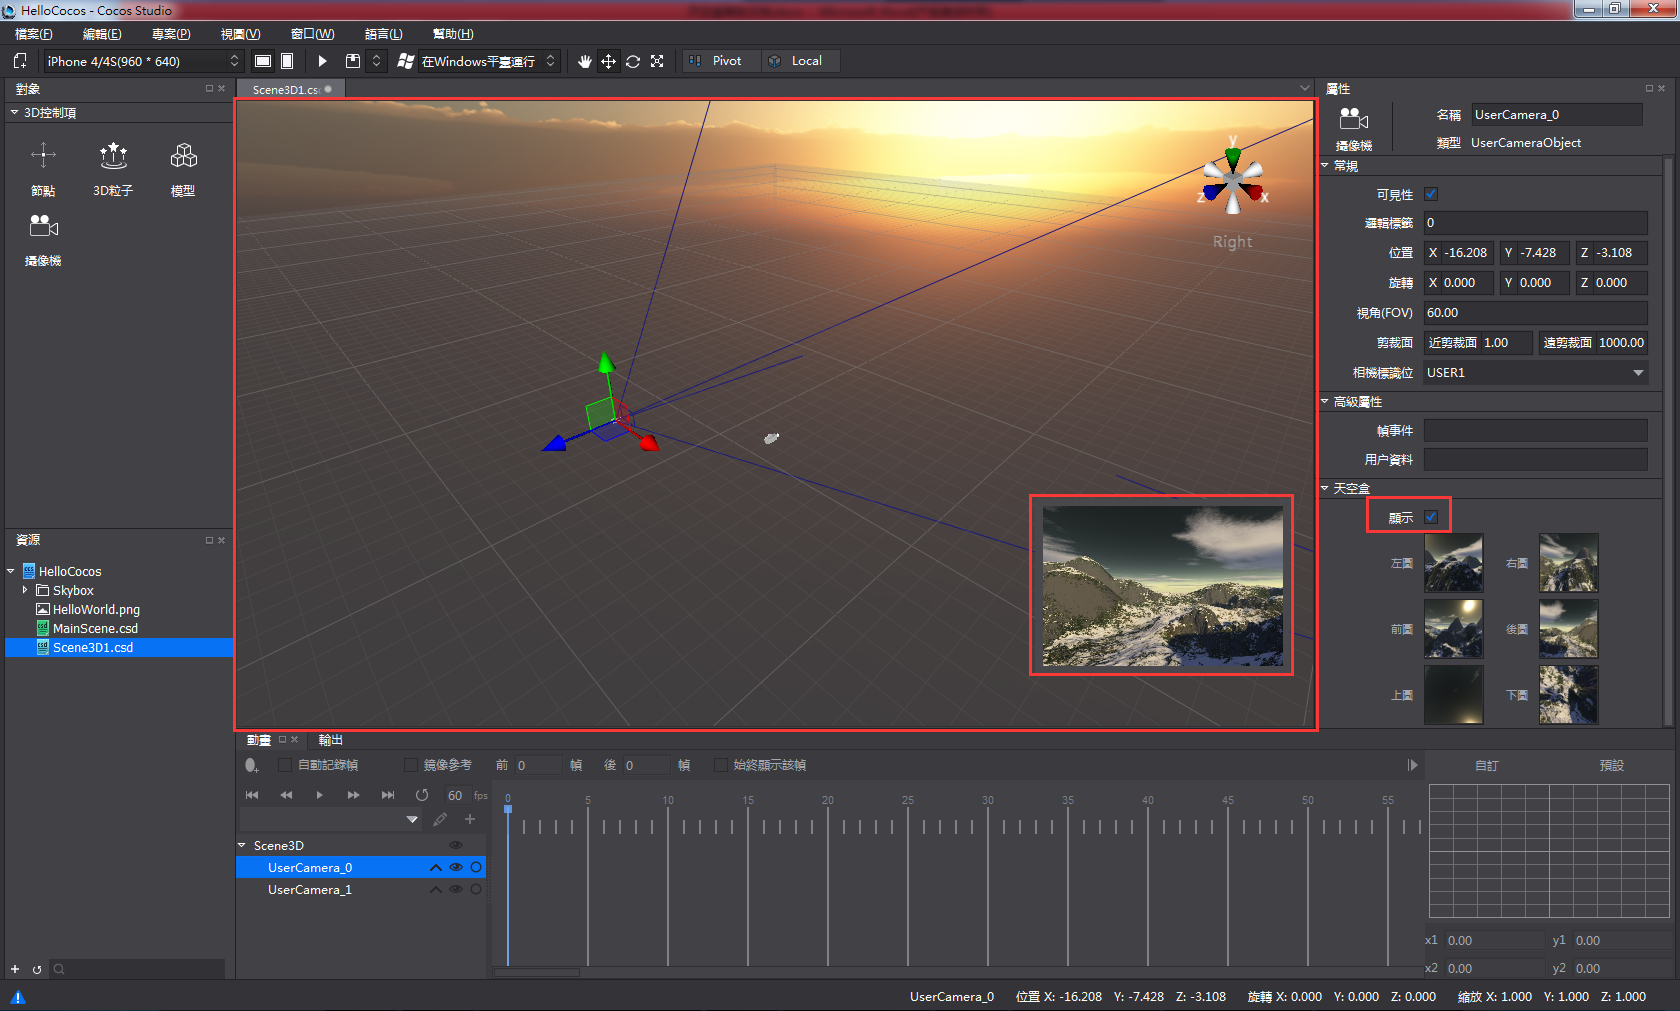 HelloCocos - Cocos Studio
檔案(F) 編輯(E) 專案(P) 視圖(V) 窗口(W) 語言(L) 幫助(H)
iPhone 4/4S(960 * 640) 在Windows平臺運行 Pivot Local
對象
3D控制項
節點 3D粒子 模型
攝像機
資源
HelloCocos
Skybox
HelloWorld.png
MainScene.csd
Scene3D1.csd
Scene3D1.cs
y
z x
Right
屬性
攝像機
名稱 UserCamera_0
類型 UserCameraObject
常規
可見性
邏輯標籤 0
位置 X -16.208 Y -7.428 Z -3.108
旋轉 X 0.000 Y 0.000 Z 0.000
視角(FOV) 60.00
剪裁面 近剪裁面 1.00 遠剪裁面 1000.00
相機標識位 USER1
高級屬性
幀事件
用户資料
天空盒
顯示
左圖 右圖
前圖 後圖
上圖 下圖
動畫 輸出
自動記錄幀 鏡像參考 前 0 幀 後 0 幀 始終顯示該幀
60 fps
0 5 10 15 20 25 30 35 40 45 50 55
Scene3D
UserCamera_0
UserCamera_1
自訂 預設
x1 0.00 y1 0.00
x2 0.00 y2 0.00
UserCamera_0 位置 X: -16.208 Y: -7.428 Z: -3.108 旋轉 X: 0.000 Y: 0.000 Z: 0.000 縮放 X: 1.000 Y: 1.000 Z: 1.000